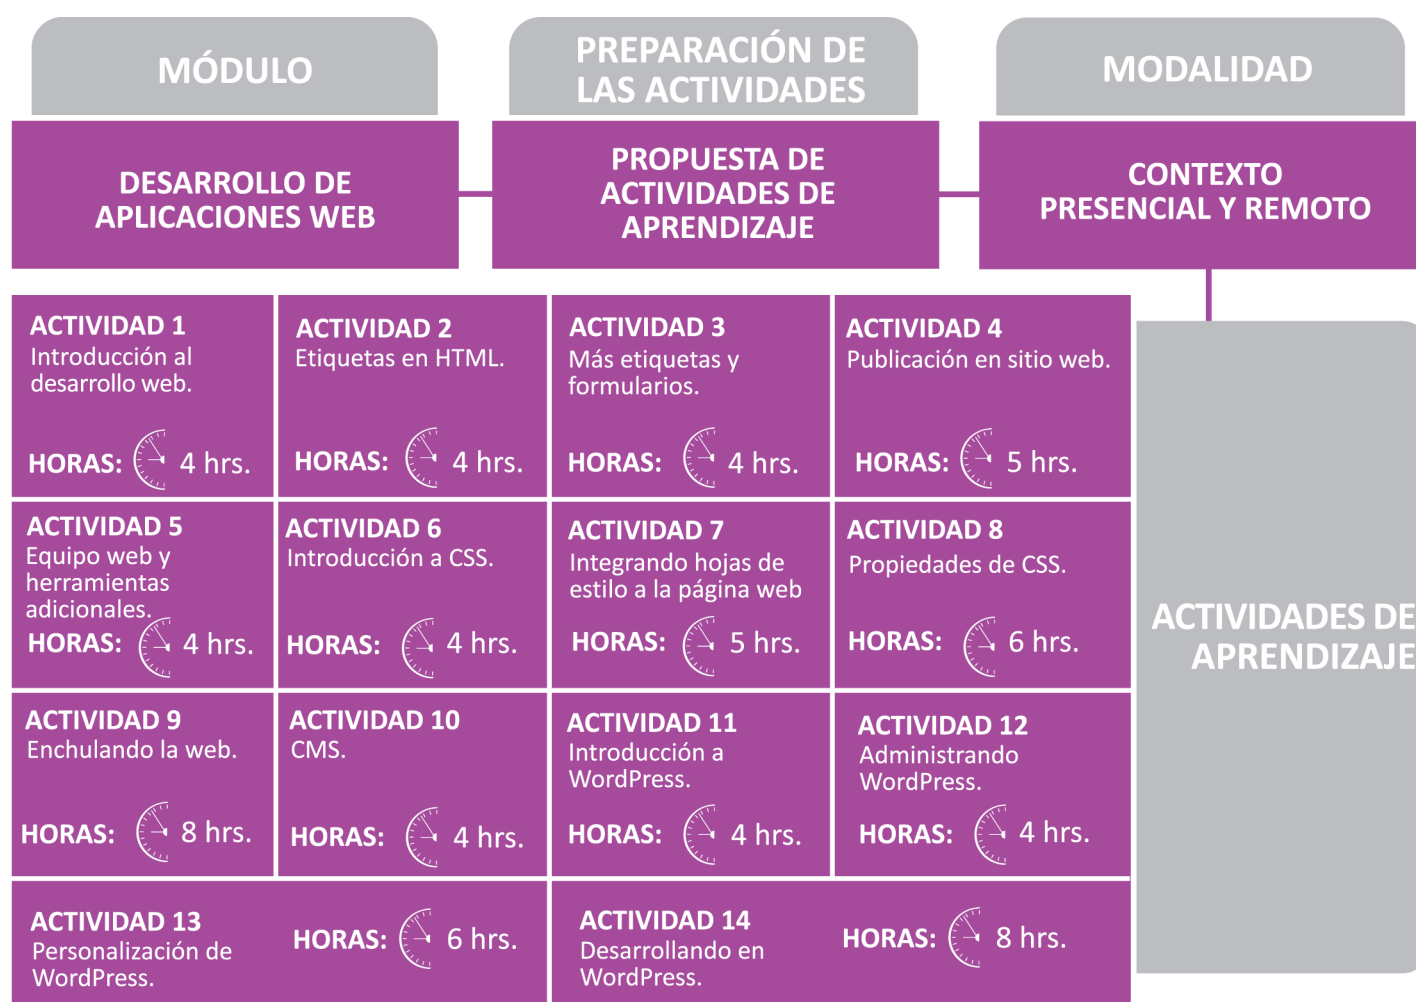 MÓDULO
PREPARACIÓN DE
LAS ACTIVIDADES
MODALIDAD
DESARROLLO DE
APLICACIONES WEB
PROPUESTA DE
ACTIVIDADES DE
APRENDIZAJE
CONTEXTO
PRESENCIAL Y REMOTO
ACTIVIDAD 1
Introducción al
desarrollo web.
HORAS: 4 hrs.
ACTIVIDAD 2
Etiquetas en HTML.
HORAS: 4 hrs.
ACTIVIDAD 3
Más etiquetas y
formularios.
HORAS: 4 hrs.
ACTIVIDAD 4
Publicación en sitio web.
HORAS: 5 hrs.
ACTIVIDAD 5
Equipo web y
herramientas
adicionales.
HORAS: 4 hrs.
ACTIVIDAD 6
Introducción a CSS.
HORAS: 4 hrs.
ACTIVIDAD 7
Integrando hojas de
estilo a la página web
HORAS: 5 hrs.
ACTIVIDAD 8
Propiedades de CSS.
HORAS: 6 hrs.
ACTIVIDAD 9
Enchulando la web.
HORAS: 8 hrs.
ACTIVIDAD 10
CMS.
HORAS: 4 hrs.
ACTIVIDAD 11
Introducción a
WordPress.
HORAS: 4 hrs.
ACTIVIDAD 12
Administrando
WordPress.
HORAS: 4 hrs.
ACTIVIDAD 13
Personalización de
WordPress.
HORAS: 6 hrs.
ACTIVIDAD 14
Desarrollando en
WordPress.
HORAS: 8 hrs.
ACTIVIDADES DE
APRENDIZAJE